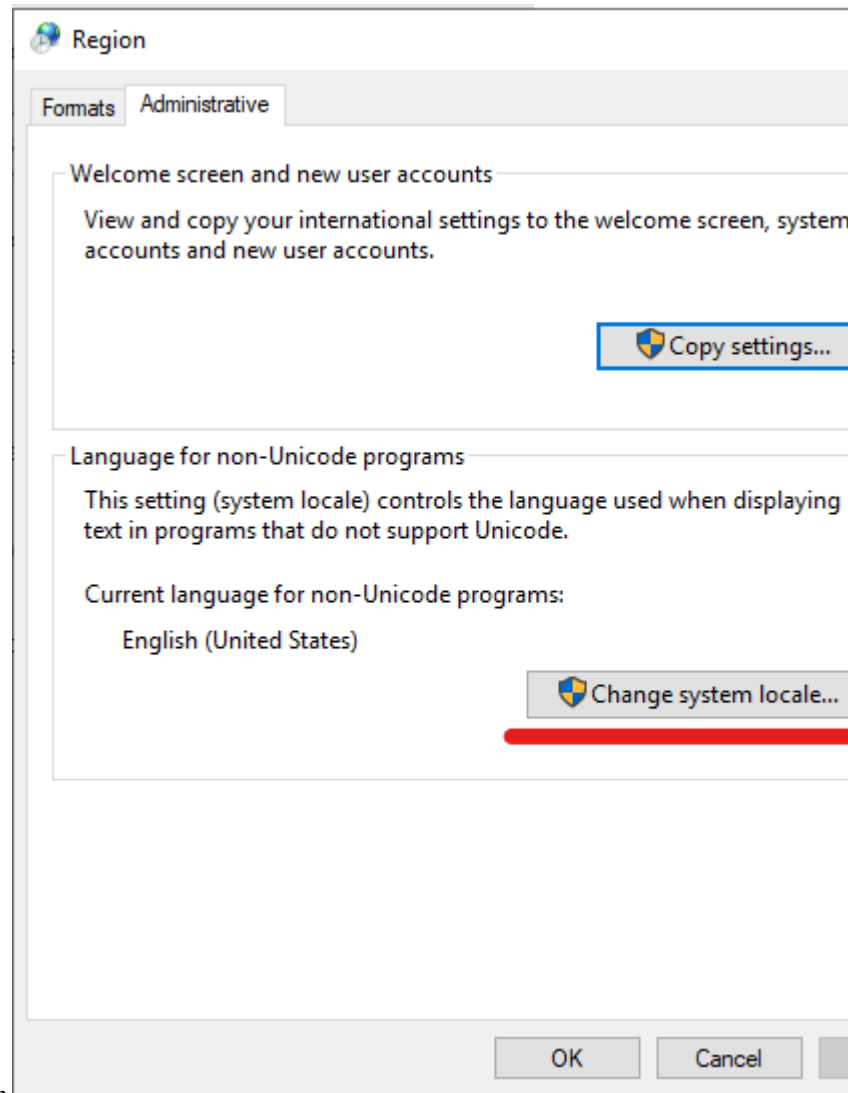 Region
Formats
Administrative
Welcome screen and new user accounts
View and copy your international settings to the welcome screen, system
accounts and new user accounts.
Copy settings...
Language for non-Unicode programs
This setting (system locale) controls the language used when displaying
text in programs that do not support Unicode.
Current language for non-Unicode programs:
English (United States)
Change system locale...
OK
Cancel